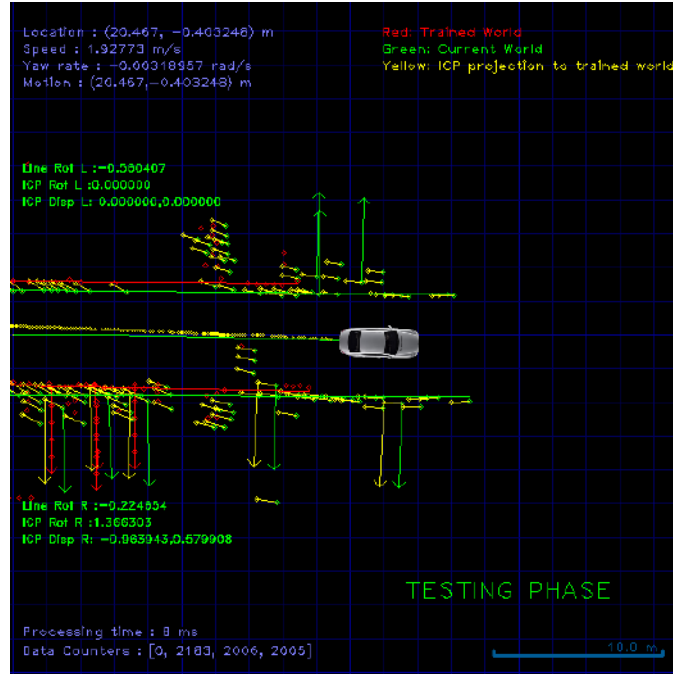 Location : (20.467, -0.403248) m
Speed : 1.92773 m/s
Yaw rate : -0.00318957 rad/s
Motion : (20.467,-0.403248) m
Red: Trained World
Green: Current World
Yellow: ICP projection to trained world
Line Rot L :-0.560407
ICP Rot L :0.000000
ICP Disp L: 0.000000,0.000000
Line Rot R :-0.224654
ICP Rot R :1.366303
ICP Disp R: -0.963943,0.579908
TESTING PHASE
Processing time : 8 ms
Data Counters : [0, 2183, 2006, 2005]
10.0 m